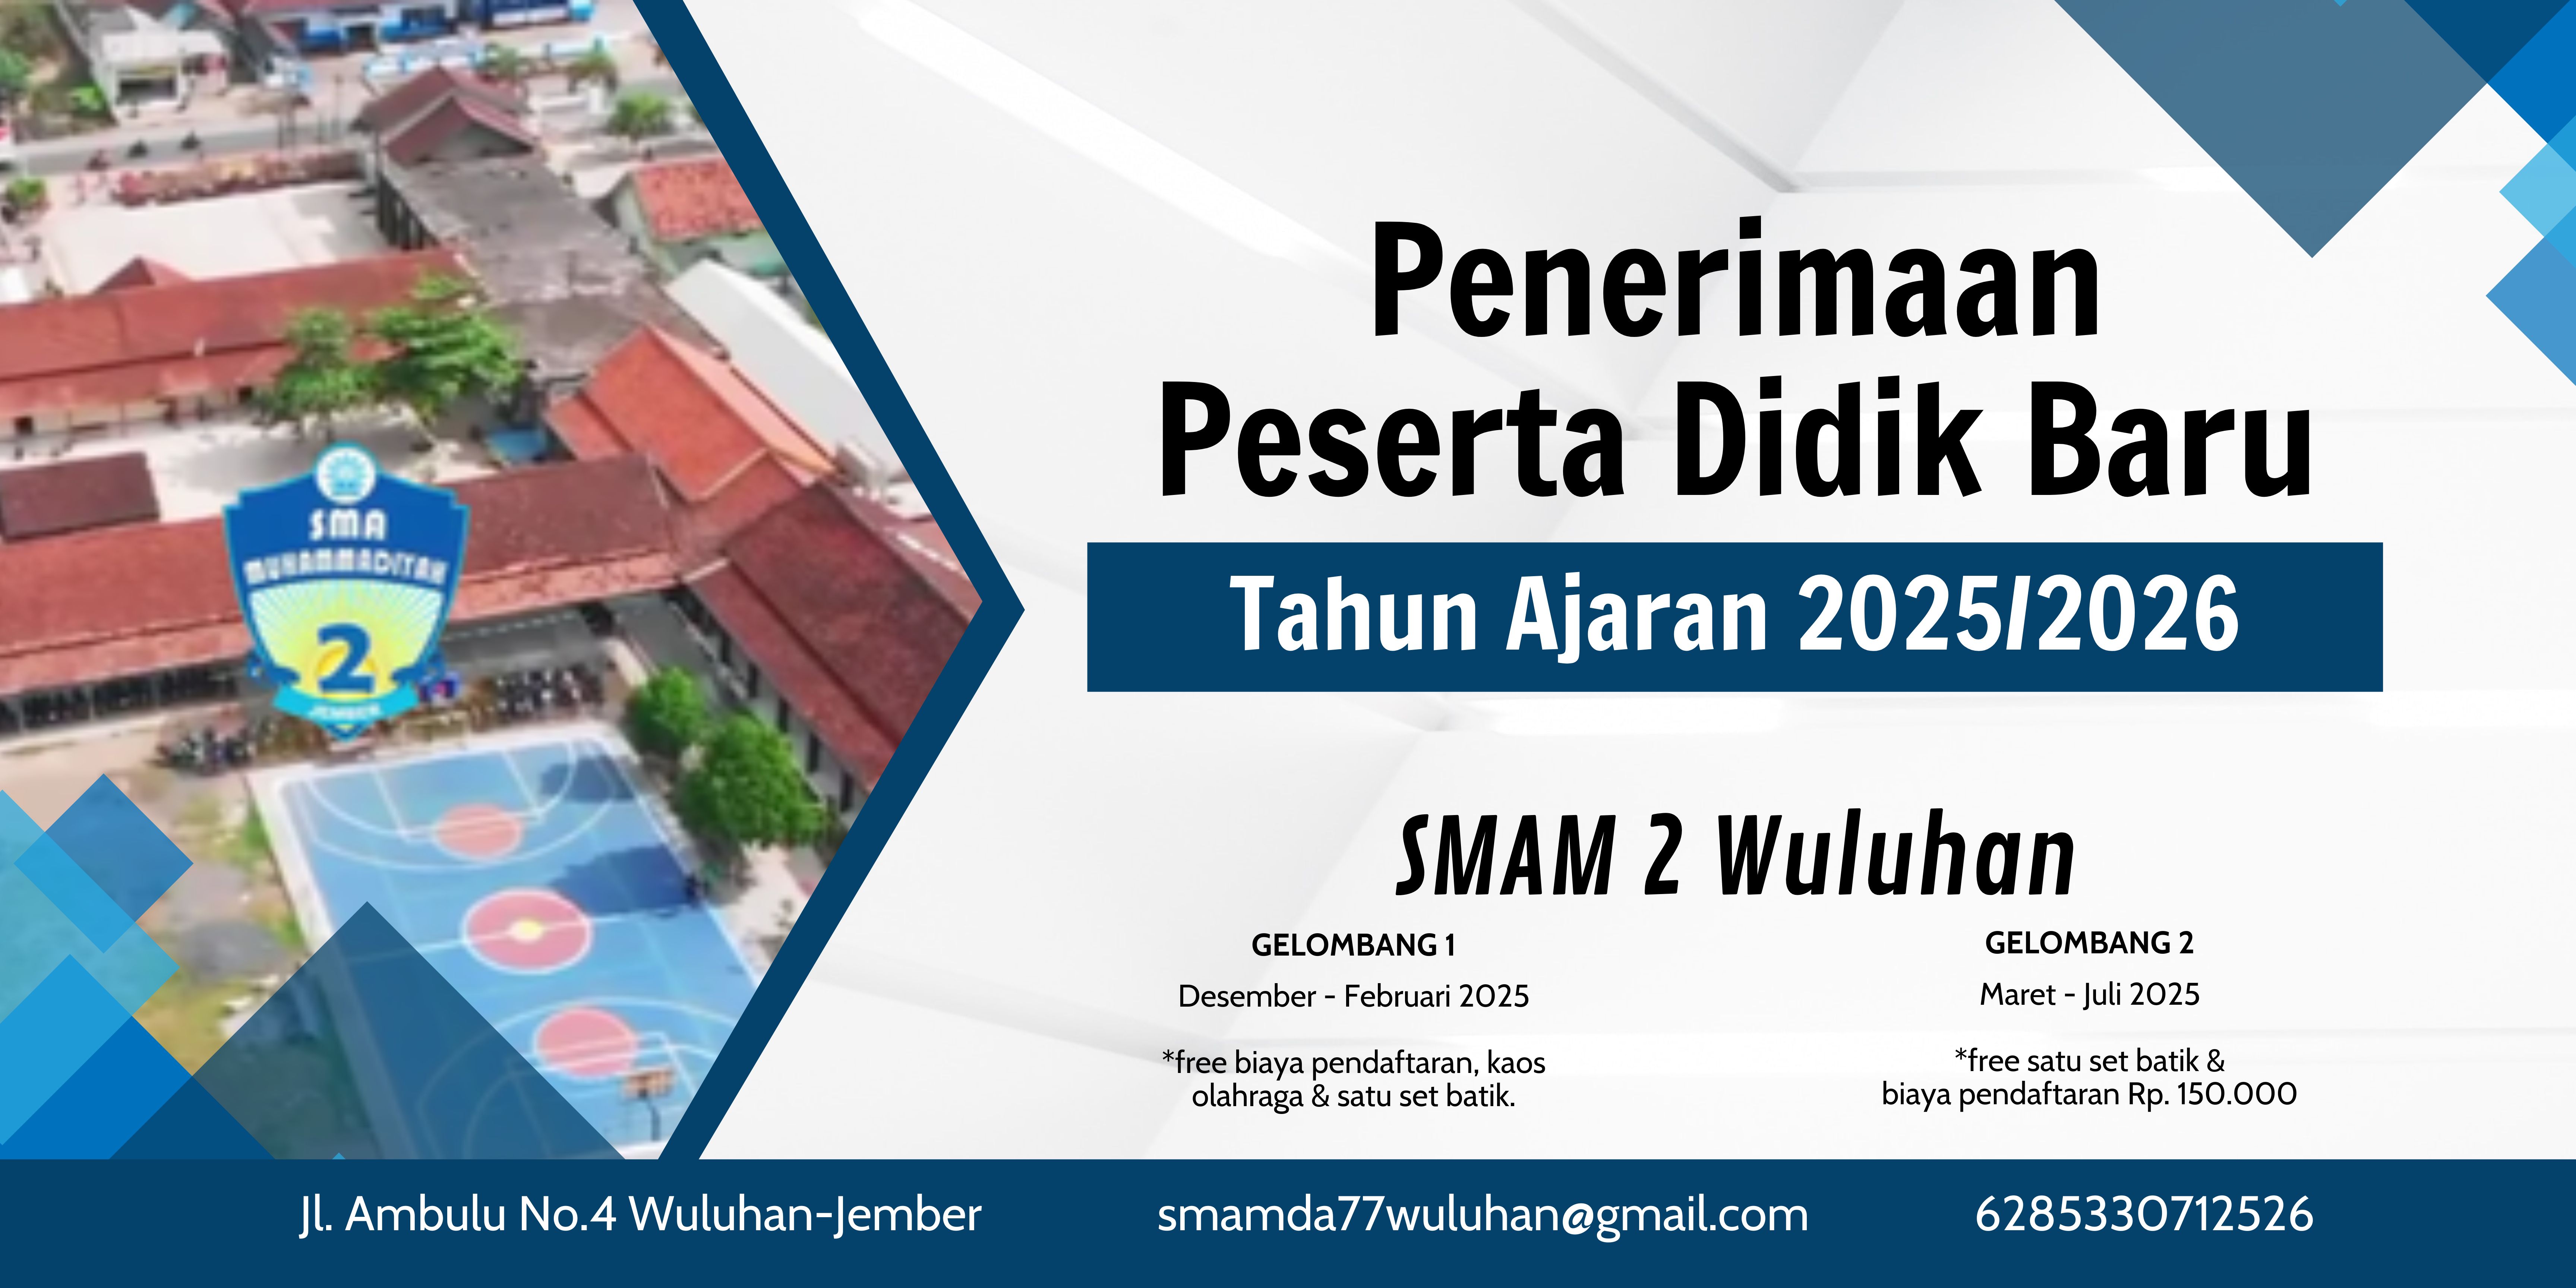 Penerimaan
Peserta Didik Baru
Tahun Ajaran 2025/2026
SMA
MUHAMMADIYAH
2
JEMBER
SMAM 2 Wuluhan
GELOMBANG 1
Desember - Februari 2025
*free biaya pendaftaran, kaos
olahraga & satu set batik.
GELOMBANG 2
Maret - Juli 2025
*free satu set batik &
biaya pendaftaran Rp. 150.000
Jl. Ambulu No.4 Wuluhan-Jember
smamda77wuluhan@gmail.com
6285330712526